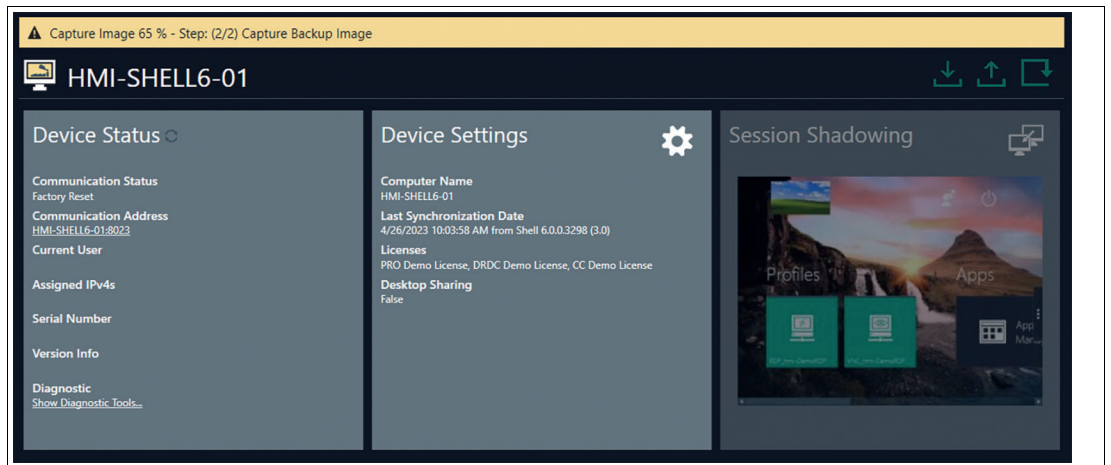 Capture Image 65 % - Step: (2/2) Capture Backup Image
HMI-SHELL6-01
Device Status
Communication Status
Factory Reset
Communication Address
HMI-SHELL6-01:8023
Current User
Assigned IPv4s
Serial Number
Version Info
Diagnostic
Show Diagnostic Tools...
Device Settings
Computer Name
HMI-SHELL6-01
Last Synchronization Date
4/26/2023 10:03:58 AM from Shell 6.0.0.3298 (3.0)
Licenses
PRO Demo License, DRDC Demo License, CC Demo License
Desktop Sharing
False
Session Shadowing
Profiles
Apps
App
Mar...